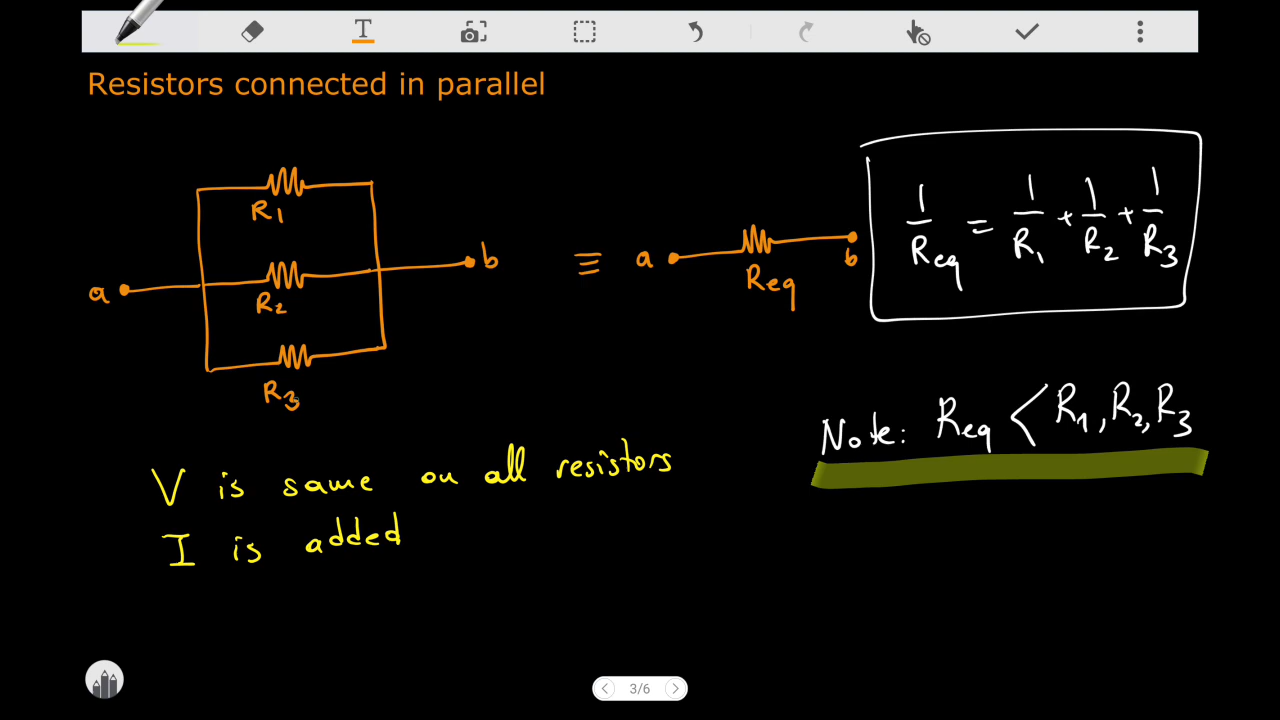 T
Resistors connected in parallel
R1
R2
R3
a
b
≡
a
b
Req
1/Req = 1/R1 + 1/R2 + 1/R3
Note: Req < R1, R2, R3
V is same on all resistors
I is added
3/6